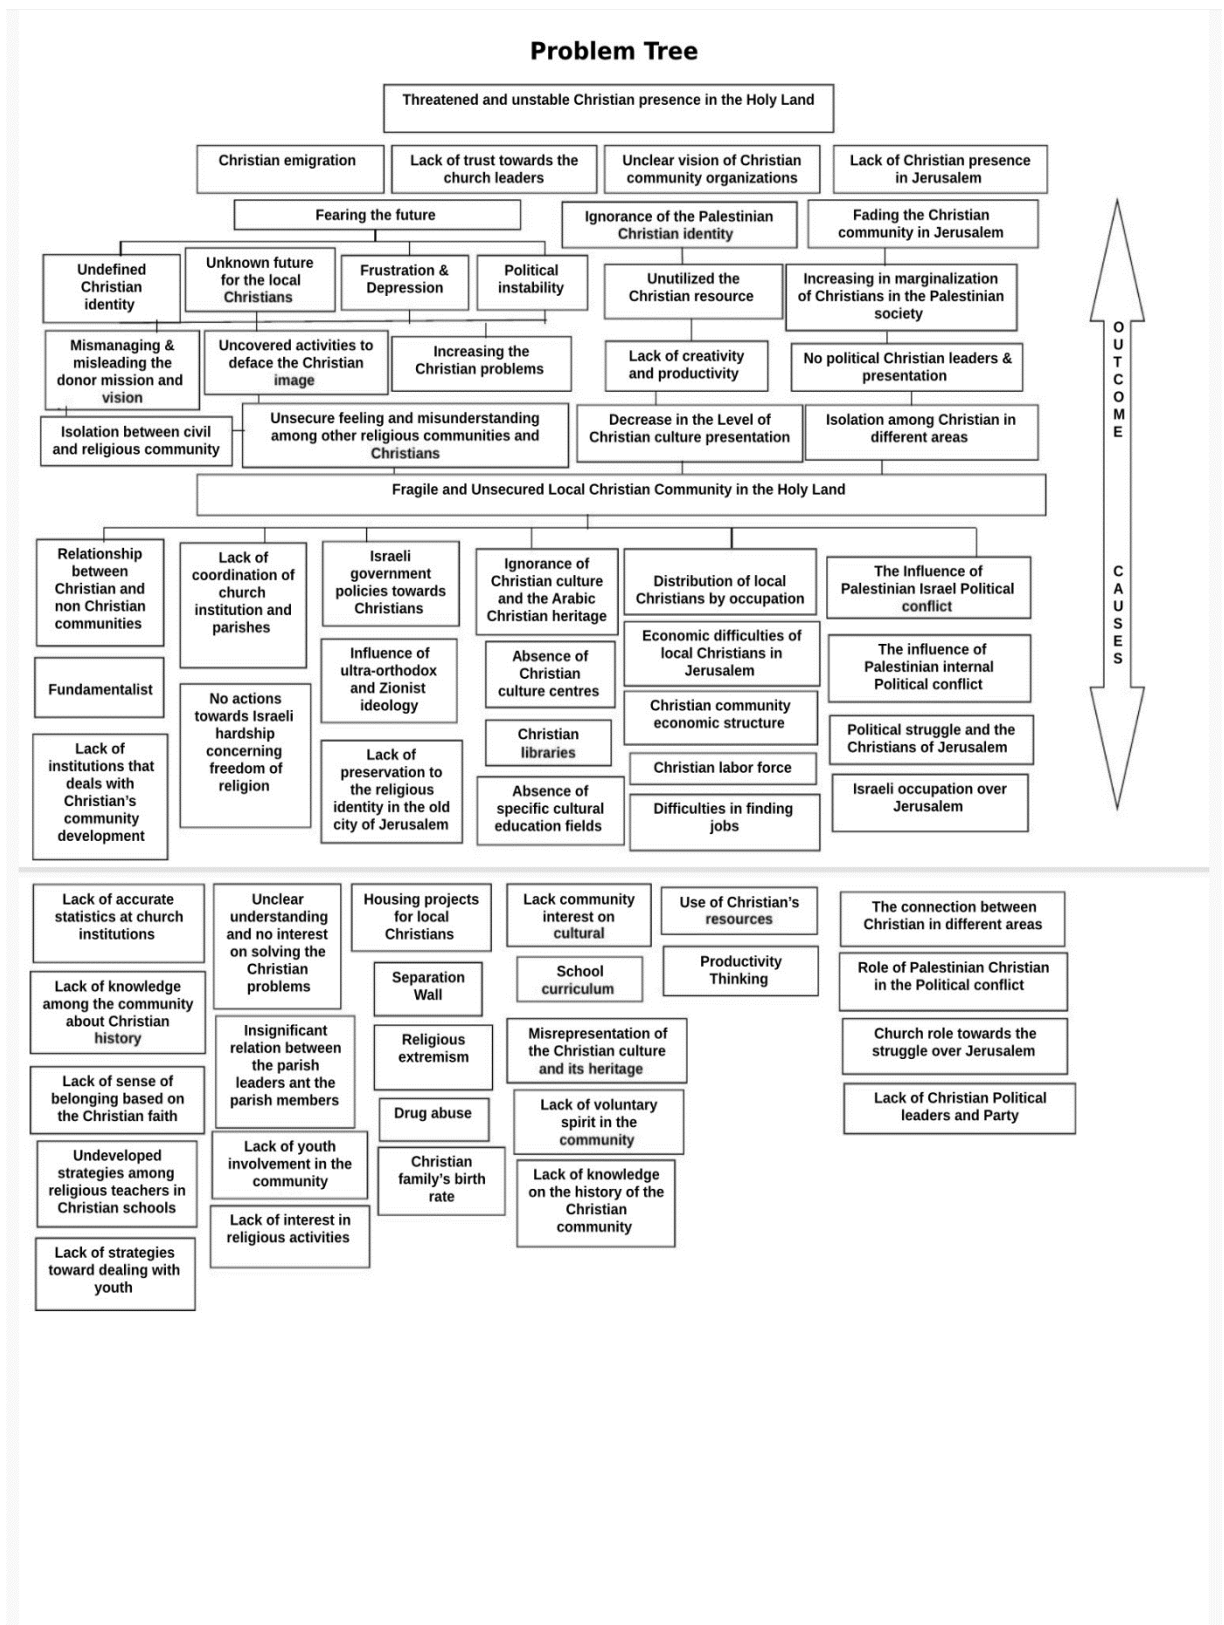 Problem Tree
Threatened and unstable Christian presence in the Holy Land
Christian emigration
Lack of trust towards the
church leaders
Unclear vision of Christian
community organizations
Lack of Christian presence
in Jerusalem
Fearing the future
Ignorance of the Palestinian
Christian identity
Fading the Christian
community in Jerusalem
Undefined
Christian
identity
Unknown future
for the local
Christians
Frustration &
Depression
Political
instability
Unutilized the
Christian resource
Increasing in marginalization
of Christians in the Palestinian
society
Mismanaging &
misleading the
donor mission and
vision
Uncovered activities to
deface the Christian
image
Increasing the
Christian problems
Lack of creativity
and productivity
No political Christian leaders &
presentation
Isolation between civil
and religious community
Unsecure feeling and misunderstanding
among other religious communities and
Christians
Decrease in the Level of
Christian culture presentation
Isolation among Christian in
different areas
OUTCOME
Fragile and Unsecured Local Christian Community in the Holy Land
CAUSES
Relationship
between
Christian and
non Christian
communities
Lack of
coordination of
church
institution and
parishes
Israeli
government
policies towards
Christians
Ignorance of
Christian culture
and the Arabic
Christian heritage
Distribution of local
Christians by occupation
The Influence of
Palestinian Israel Political
conflict
Fundamentalist
No actions
towards Israeli
hardship
concerning
freedom of
religion
Influence of
ultra-orthodox
and Zionist
ideology
Absence of
Christian
culture centres
Economic difficulties of
local Christians in
Jerusalem
The influence of
Palestinian internal
Political conflict
Lack of
institutions that
deals with
Christian's
community
development
Lack of
preservation to
the religious
identity in the old
city of Jerusalem
Christian
libraries
Christian community
economic structure
Political struggle and the
Christians of Jerusalem
Absence of
specific cultural
education fields
Christian labor force
Israeli occupation over
Jerusalem
Difficulties in finding
jobs
Lack of accurate
statistics at church
institutions
Unclear
understanding
and no interest
on solving the
Christian
problems
Housing projects
for local
Christians
Lack community
interest on
cultural
Use of Christian's
resources
The connection between
Christian in different areas
Lack of knowledge
among the community
about Christian
history
Separation
Wall
School
curriculum
Productivity
Thinking
Role of Palestinian Christian
in the Political conflict
Insignificant
relation between
the parish
leaders ant the
parish members
Religious
extremism
Misrepresentation of
the Christian culture
and its heritage
Church role towards the
struggle over Jerusalem
Lack of sense of
belonging based on
the Christian faith
Drug abuse
Lack of voluntary
spirit in the
community
Lack of Christian Political
leaders and Party
Undeveloped
strategies among
religious teachers in
Christian schools
Lack of youth
involvement in the
community
Christian
family's birth
rate
Lack of knowledge
on the history of the
Christian
community
Lack of strategies
toward dealing with
youth
Lack of interest in
religious activities